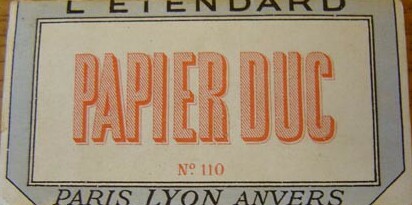 L'ETENDARD
PAPIER DUC
Nº 110
PARIS LYON ANVERS